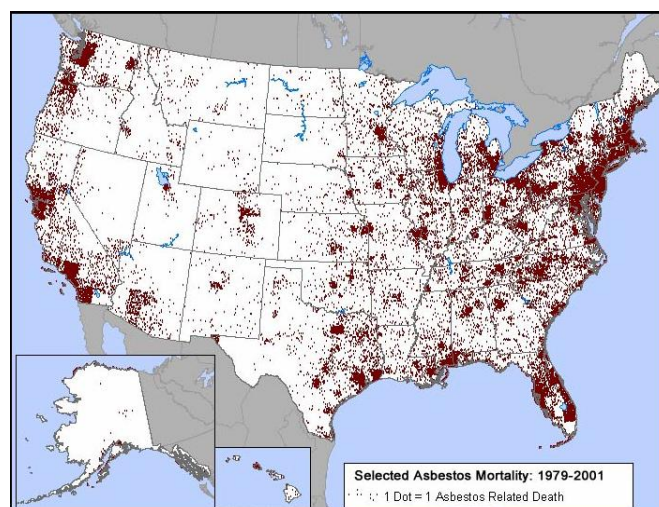 Selected Asbestos Mortality: 1979-2001
1 Dot = 1 Asbestos Related Death